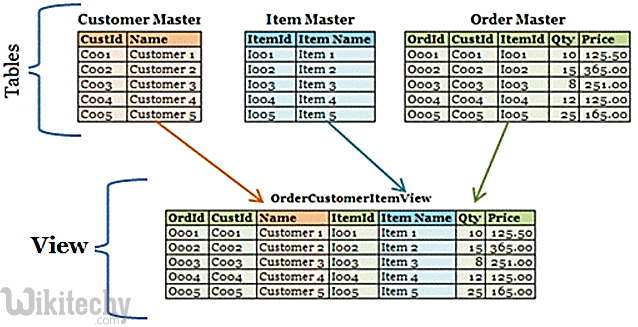 Customer Master Item Master Order Master
CustId Name ItemId Item Name OrdId CustId ItemId Qty Price
C001 Customer 1 I001 Item 1 O001 C001 I001 10 125.50
C002 Customer 2 I002 Item 2 O002 C002 I002 15 365.00
C003 Customer 3 I003 Item 3 O003 C003 I003 8 251.00
C004 Customer 4 I004 Item 4 O004 C004 I004 12 125.00
C005 Customer 5 I005 Item 5 O005 C005 I005 25 165.00
Tables
OrderCustomerItemView
OrdId CustId Name ItemId Item Name Qty Price
O001 C001 Customer 1 I001 Item 1 10 125.50
O002 C002 Customer 2 I002 Item 2 15 365.00
O003 C003 Customer 3 I003 Item 3 8 251.00
O004 C004 Customer 4 I004 Item 4 12 125.00
O005 C005 Customer 5 I005 Item 5 25 165.00
View
Wikitechy
.com